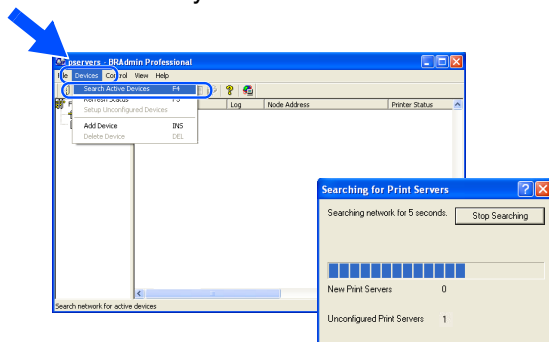 pservers - BRAdmin Professional
File Devices Control View Help
Search Active Devices F4
Log Node Address Printer Status
Refresh Status F5
Setup Unconfigured Devices
Add Device INS
Delete Device DEL
Searching for Print Servers
Searching network for 5 seconds. Stop Searching
New Print Servers 0
Unconfigured Print Servers 1
Search network for active devices